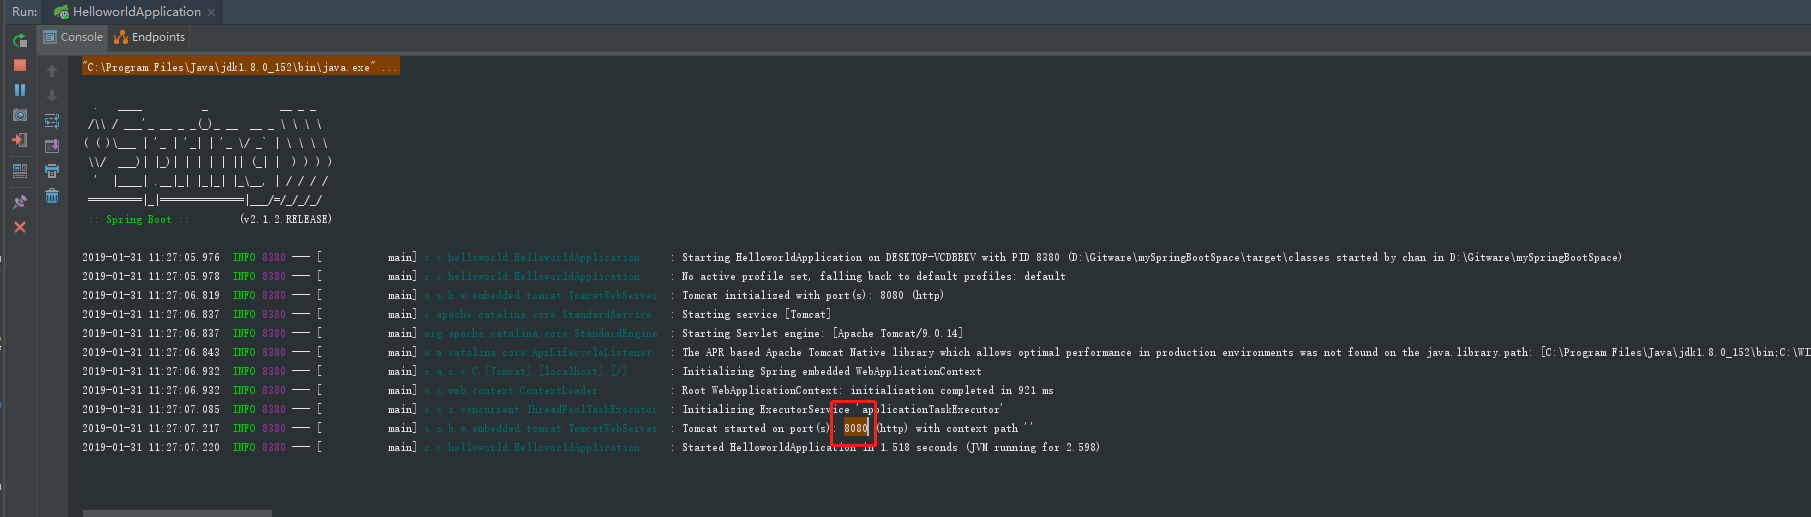 Run: HelloworldApplication ×
Console Endpoints
"C:\Program Files\Java\jdk1.8.0_152\bin\java.exe" ...
  .   ____          _            __ _ _
 /\\ / ___'_ __ _ _(_)_ __  __ _ \ \ \ \
( ( )\___ | '_ | '_| | '_ \/ _` | \ \ \ \
 \\/  ___)| |_)| | | | | || (_| |  ) ) ) )
  '  |____| .__|_| |_|_| |_\__, | / / / /
 =========|_|==============|___/=/_/_/_/
 :: Spring Boot ::        (v2.1.2.RELEASE)
2019-01-31 11:27:05.976  INFO 8380 --- [           main] c.c.helloworld.HelloworldApplication     : Starting HelloworldApplication on DESKTOP-VCDBBKV with PID 8380 (D:\Gitware\mySpringBootSpace\target\classes started by chan in D:\Gitware\mySpringBootSpace)
2019-01-31 11:27:05.978  INFO 8380 --- [           main] c.c.helloworld.HelloworldApplication     : No active profile set, falling back to default profiles: default
2019-01-31 11:27:06.819  INFO 8380 --- [           main] o.s.b.w.embedded.tomcat.TomcatWebServer  : Tomcat initialized with port(s): 8080 (http)
2019-01-31 11:27:06.837  INFO 8380 --- [           main] o.apache.catalina.core.StandardService   : Starting service [Tomcat]
2019-01-31 11:27:06.837  INFO 8380 --- [           main] org.apache.catalina.core.StandardEngine  : Starting Servlet engine: [Apache Tomcat/9.0.14]
2019-01-31 11:27:06.843  INFO 8380 --- [           main] o.a.catalina.core.AprLifecycleListener   : The APR based Apache Tomcat Native library which allows optimal performance in production environments was not found on the java.library.path: [C:\Program Files\Java\jdk1.8.0_152\bin;C:\WI
2019-01-31 11:27:06.932  INFO 8380 --- [           main] o.a.c.c.C.[Tomcat].[localhost].[/]       : Initializing Spring embedded WebApplicationContext
2019-01-31 11:27:06.932  INFO 8380 --- [           main] o.s.web.context.ContextLoader            : Root WebApplicationContext: initialization completed in 921 ms
2019-01-31 11:27:07.085  INFO 8380 --- [           main] o.s.s.concurrent.ThreadPoolTaskExecutor  : Initializing ExecutorService 'applicationTaskExecutor'
2019-01-31 11:27:07.217  INFO 8380 --- [           main] o.s.b.w.embedded.tomcat.TomcatWebServer  : Tomcat started on port(s): 8080 (http) with context path ''
2019-01-31 11:27:07.220  INFO 8380 --- [           main] c.c.helloworld.HelloworldApplication     : Started HelloworldApplication in 1.518 seconds (JVM running for 2.598)